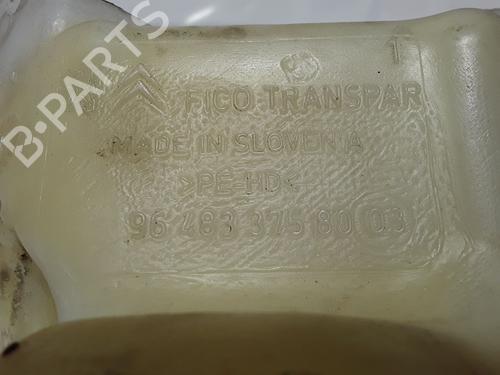 B-PARTS
1
FICO TRANSPAR
MADE IN SLOVENIA
>PE-HD<
96 483 375 80 03